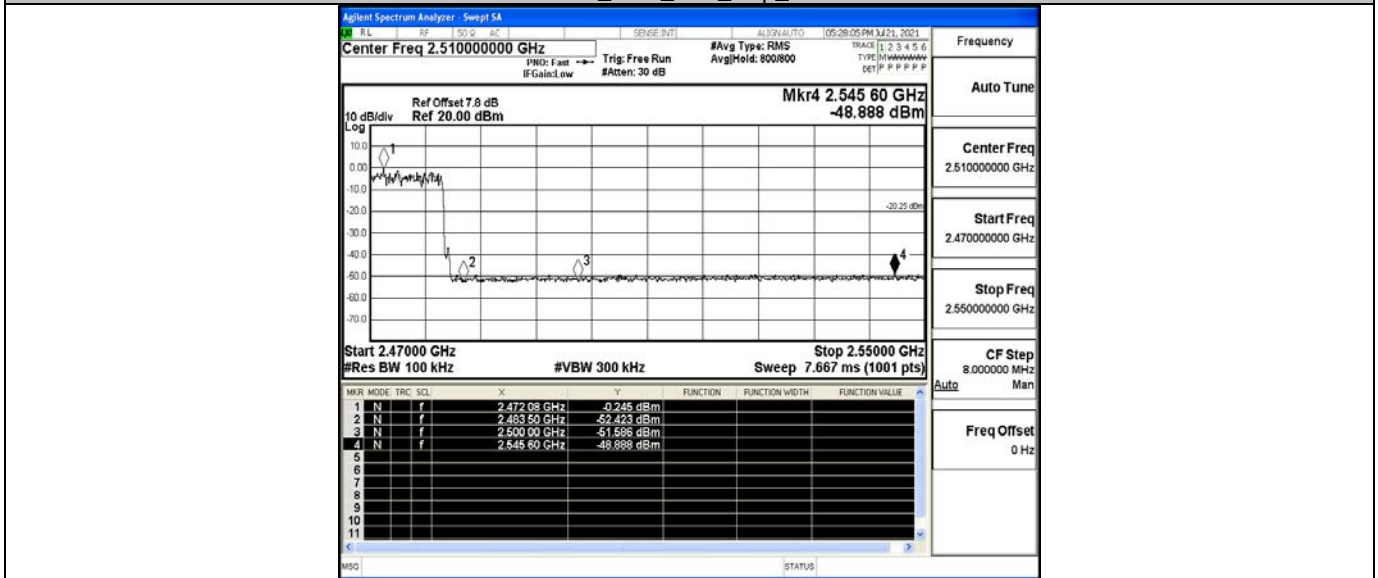 Agilent Spectrum Analyzer - Swept SA
RL RF 50 Ω AC SENSE:INT ALIGNAUTO 05:28:05 PM Jul 21, 2021
Center Freq 2.510000000 GHz
PNO: Fast
IFGain:Low
Trig: Free Run
#Atten: 30 dB
#Avg Type: RMS
Avg|Hold: 800/800
TRACE 1 2 3 4 5 6
TYPE M W W W W W
DET P P P P P P
Mkr4 2.545 60 GHz
-48.888 dBm
Ref Offset 7.8 dB
10 dB/div Ref 20.00 dBm
Log
10.0
0.00
-10.0
-20.0
-30.0
-40.0
-50.0
-60.0
-70.0
1
2
3
4
-20.25 dBm
Start 2.47000 GHz Stop 2.55000 GHz
#Res BW 100 kHz #VBW 300 kHz Sweep 7.667 ms (1001 pts)
MKR MODE TRC SCL X Y FUNCTION FUNCTION WIDTH FUNCTION VALUE
1 N f 2.472 08 GHz -0.245 dBm
2 N f 2.483 50 GHz -52.423 dBm
3 N f 2.500 00 GHz -51.586 dBm
4 N f 2.545 60 GHz -48.888 dBm
5
6
7
8
9
10
11
MSG STATUS
Frequency
Auto Tune
Center Freq
2.510000000 GHz
Start Freq
2.470000000 GHz
Stop Freq
2.550000000 GHz
CF Step
8.000000 MHz
Auto Man
Freq Offset
0 Hz